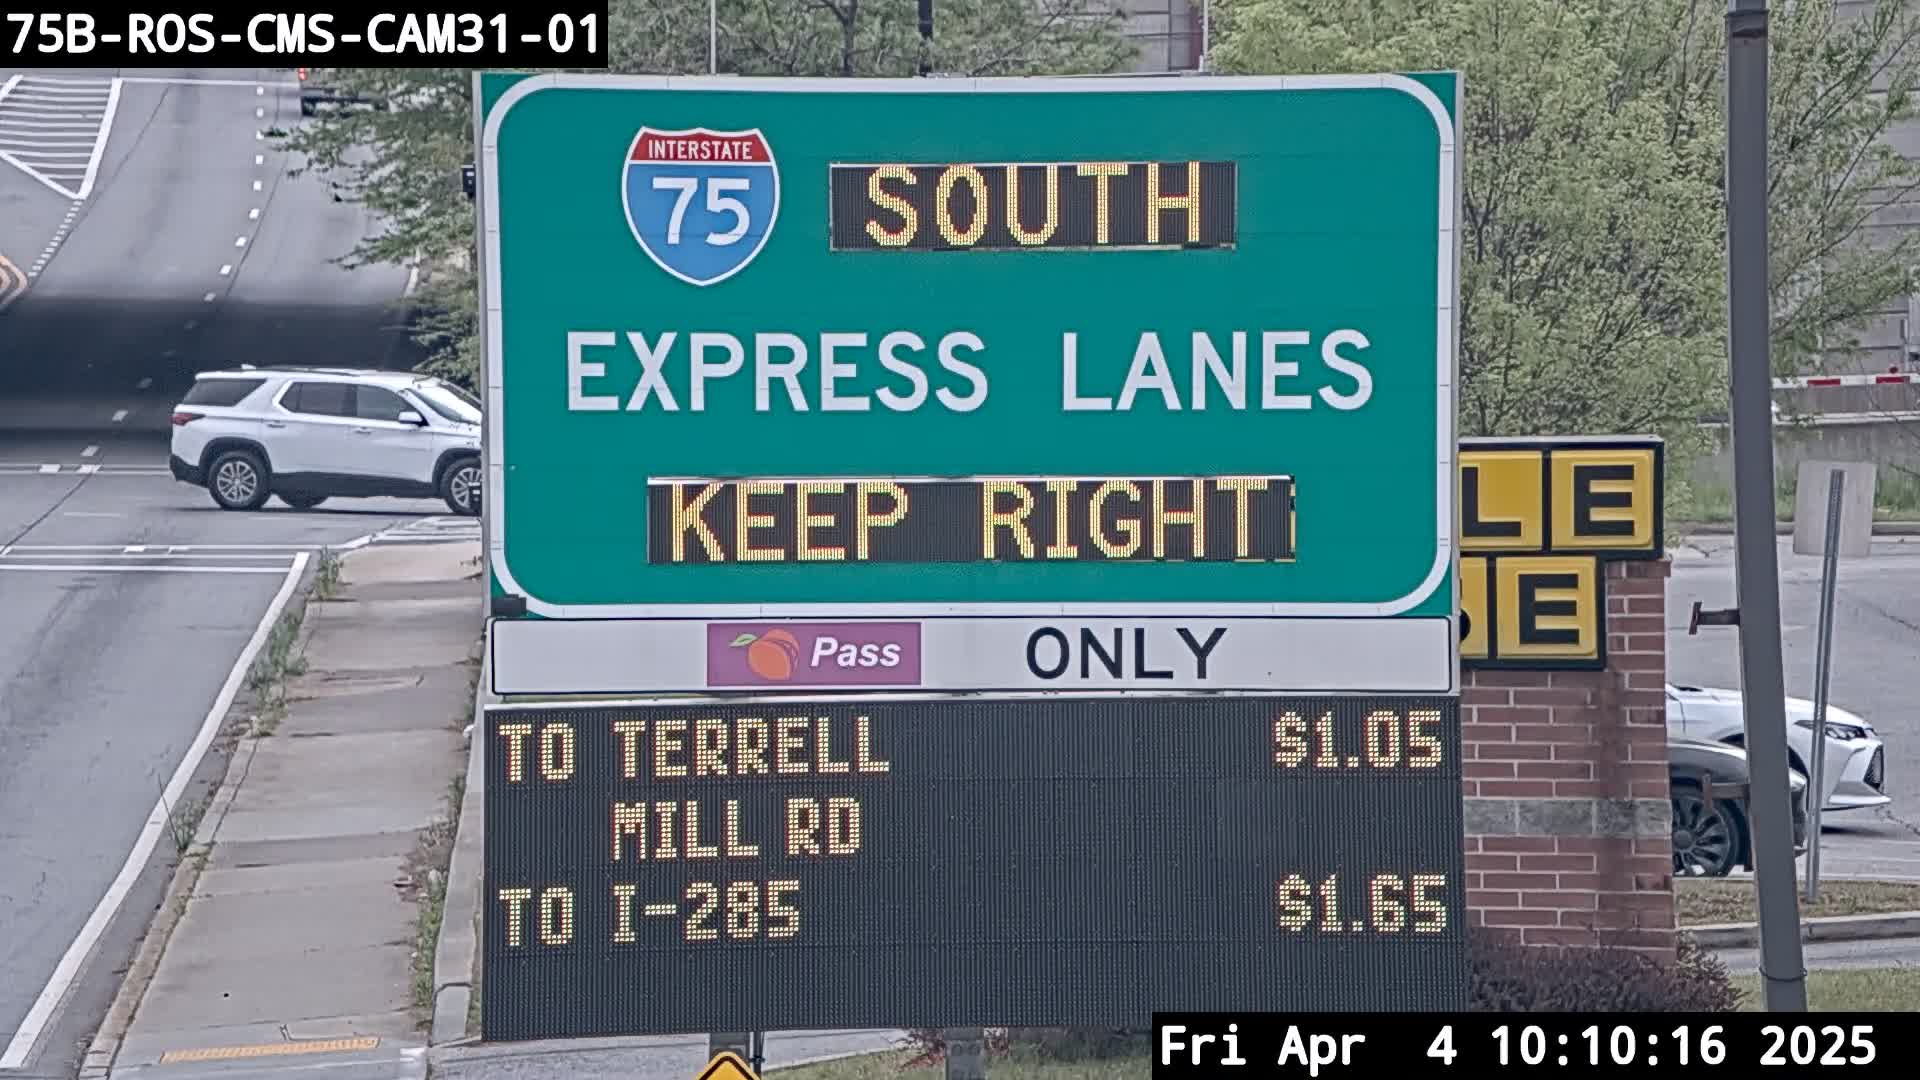 75B-ROS-CMS-CAM31-01
INTERSTATE
75
SOUTH
EXPRESS LANES
KEEP RIGHT
Pass ONLY
TO TERRELL $1.05
MILL RD
TO I-285 $1.65
LE
E
Fri Apr 4 10:10:16 2025